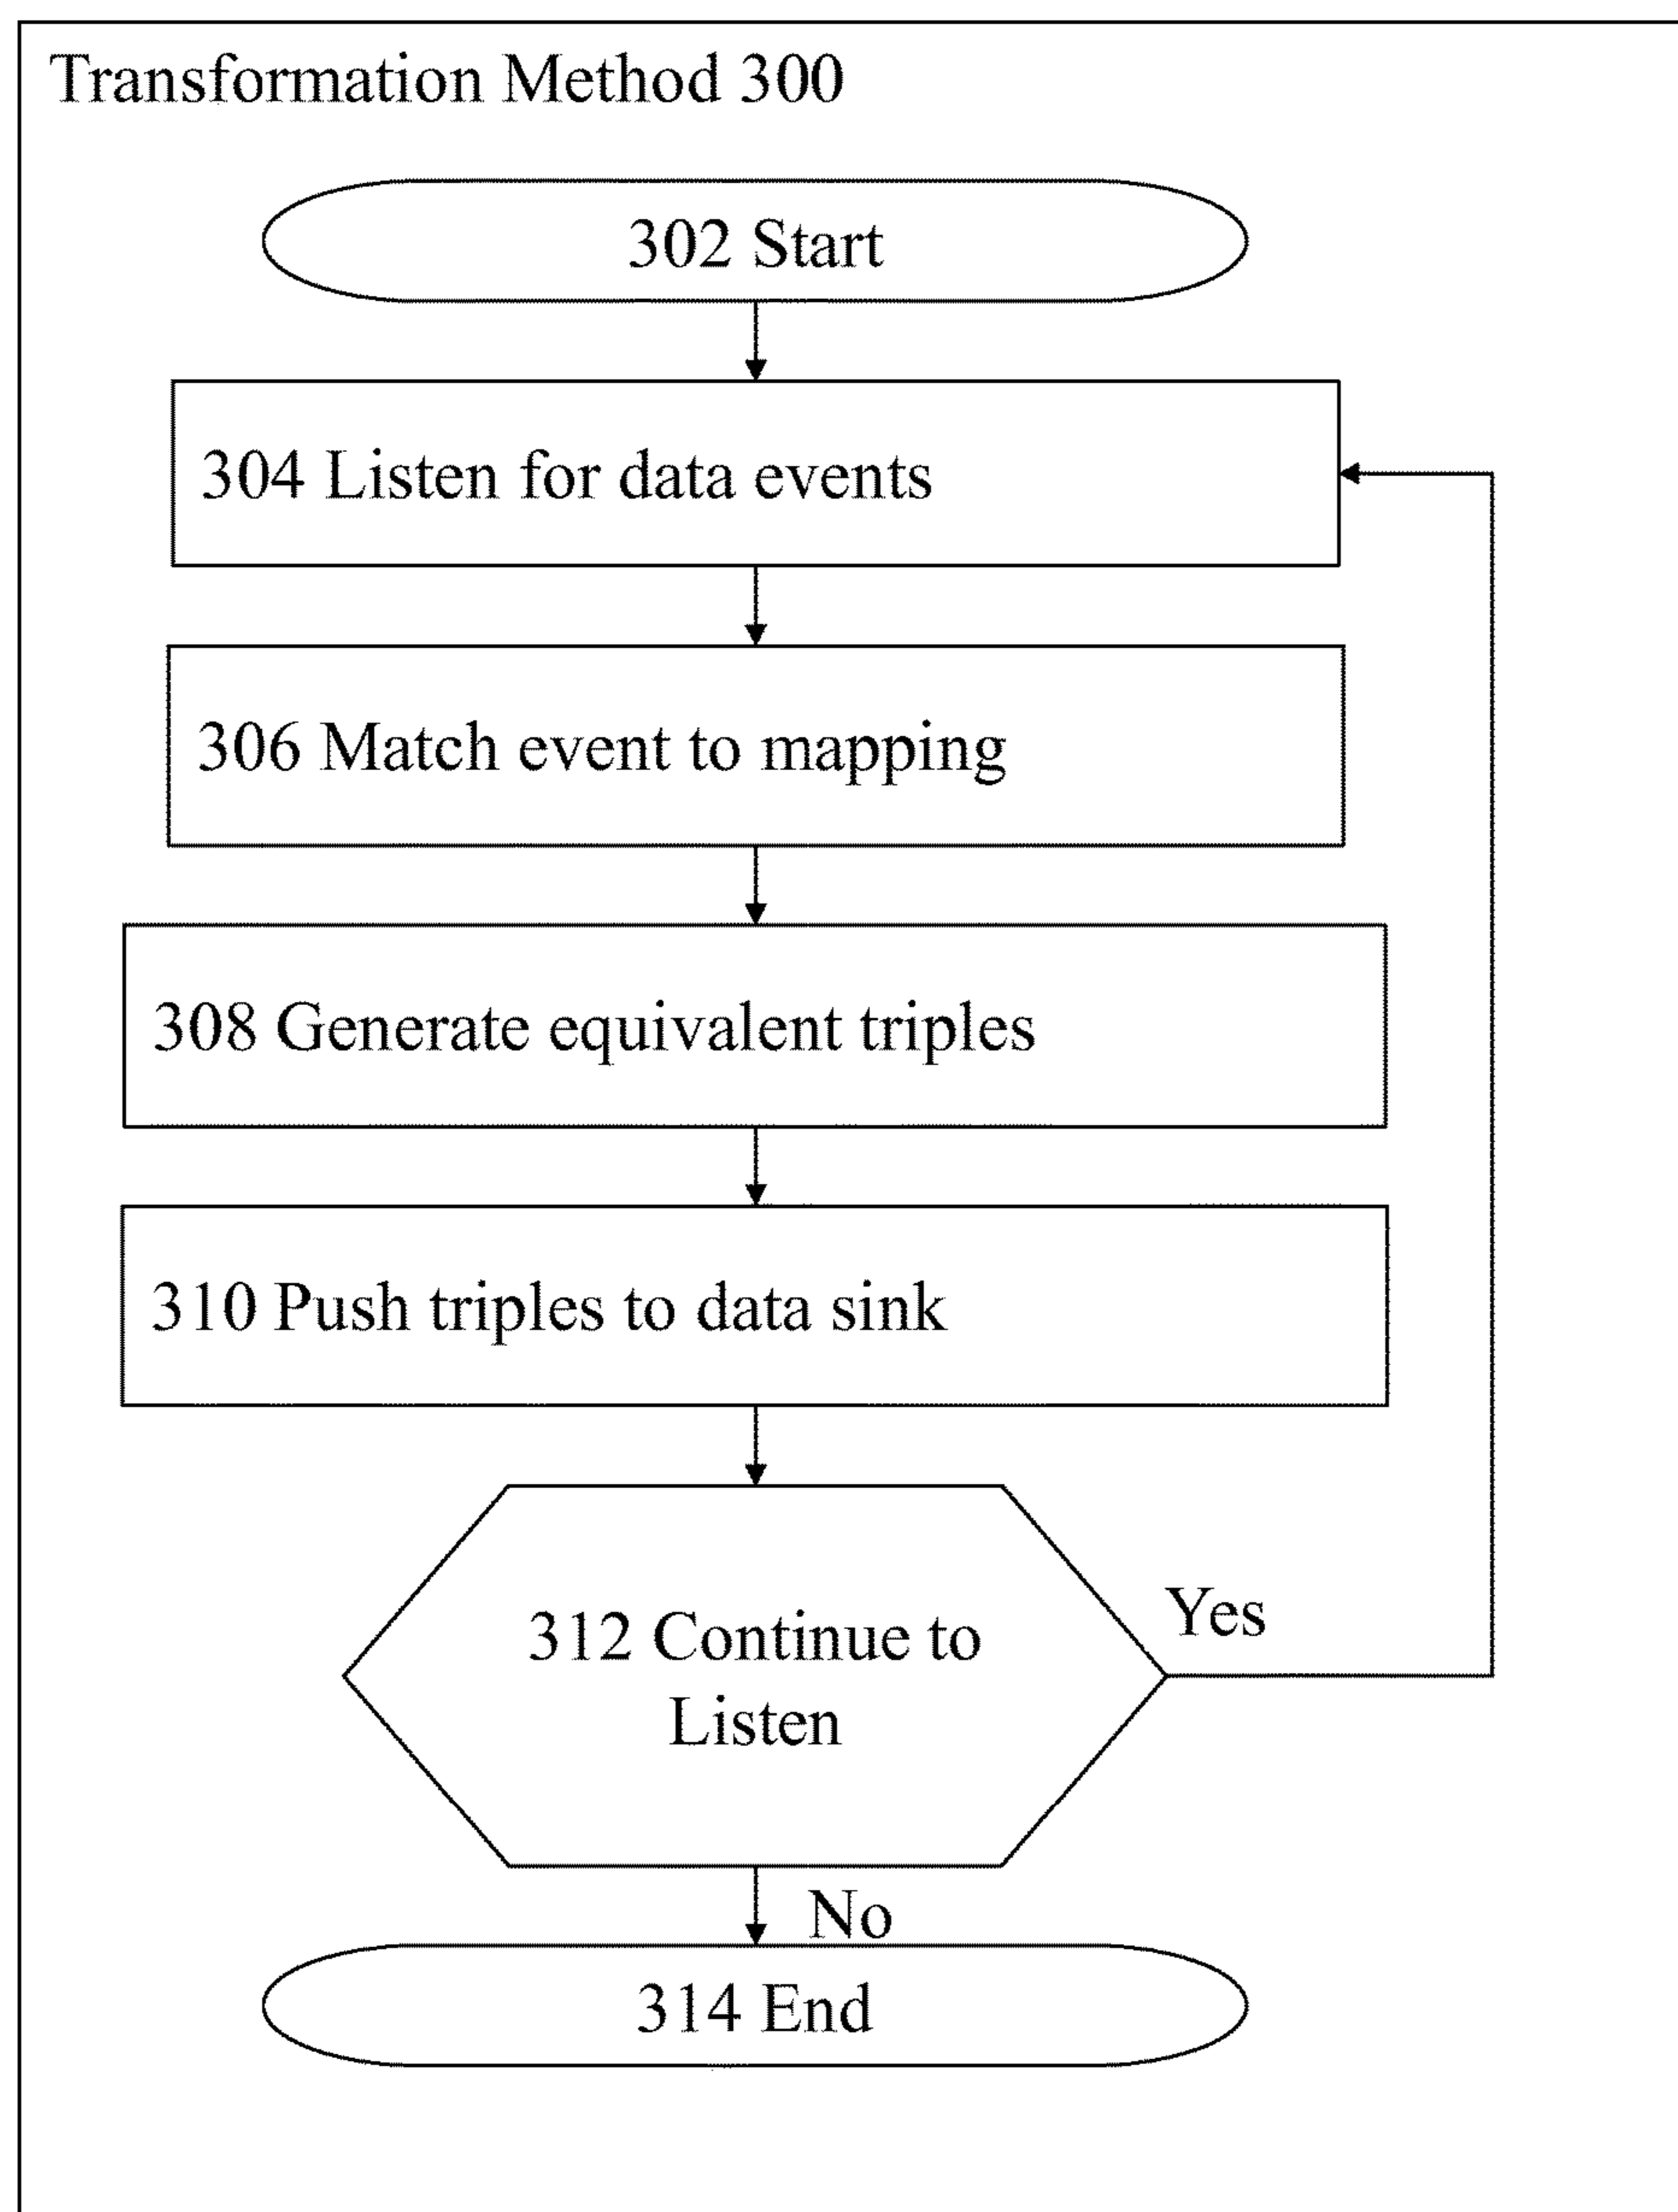 Transformation Method 300
302 Start
304 Listen for data events
306 Match event to mapping
308 Generate equivalent triples
310 Push triples to data sink
312 Continue to
Listen
Yes
No
314 End